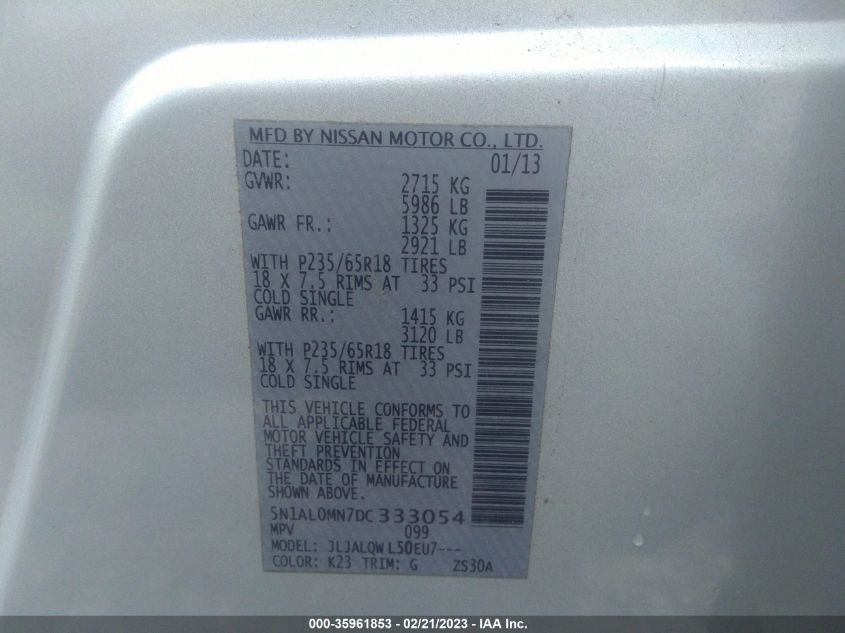 MFD BY NISSAN MOTOR CO., LTD.
DATE: 01/13
GVWR: 2715 KG
5986 LB
GAWR FR.: 1325 KG
2921 LB
WITH P235/65R18 TIRES
18 X 7.5 RIMS AT 33 PSI
COLD SINGLE
GAWR RR.: 1415 KG
3120 LB
WITH P235/65R18 TIRES
18 X 7.5 RIMS AT 33 PSI
COLD SINGLE
THIS VEHICLE CONFORMS TO
ALL APPLICABLE FEDERAL
MOTOR VEHICLE SAFETY AND
THEFT PREVENTION
STANDARDS IN EFFECT ON
THE DATE OF MANUFACTURE
SHOWN ABOVE.
5N1AL0MN7DC333054
MPV 099
MODEL: JLJALQW L50EU7---
COLOR: K23 TRIM: G ZS30A
000-35961853 - 02/21/2023 - IAA Inc.